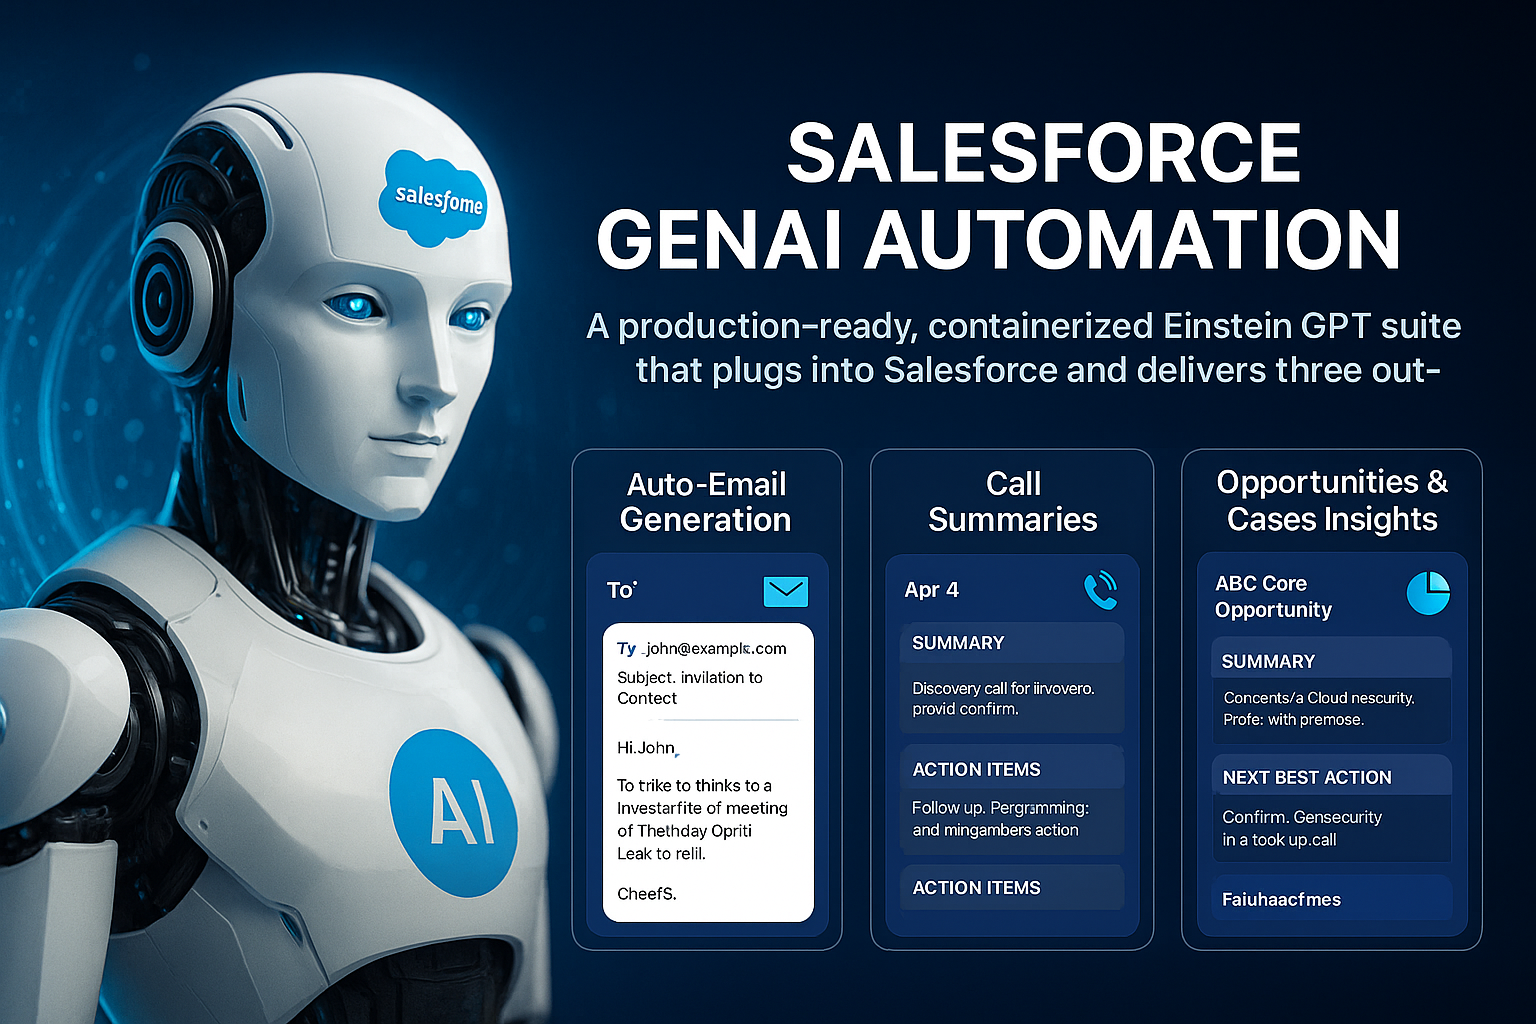 salesfome
SALESFORCE
GENAI AUTOMATION
A production-ready, containerized Einstein GPT suite
that plugs into Salesforce and delivers three out-
Auto-Email
Generation
To:
Ty john@example.com
Subject. invilation to
Contect
Hi.John,
To trike to thinks to a
Investarfite of meeting
of Thethday Opriti
Leak to relil.
CheefS.
Call
Summaries
Apr 4
SUMMARY
Discovery call for iirvovero.
provid confirm.
ACTION ITEMS
Follow up. Pergramming:
and mingambers action
ACTION ITEMS
Opportunities &
Cases Insights
ABC Core
Opportunity
SUMMARY
Concents/a Cloud nescurity.
Profe: with premose.
NEXT BEST ACTION
Confirm. Gensecurity
in a took up.call
Faiuhaacfmes
AI